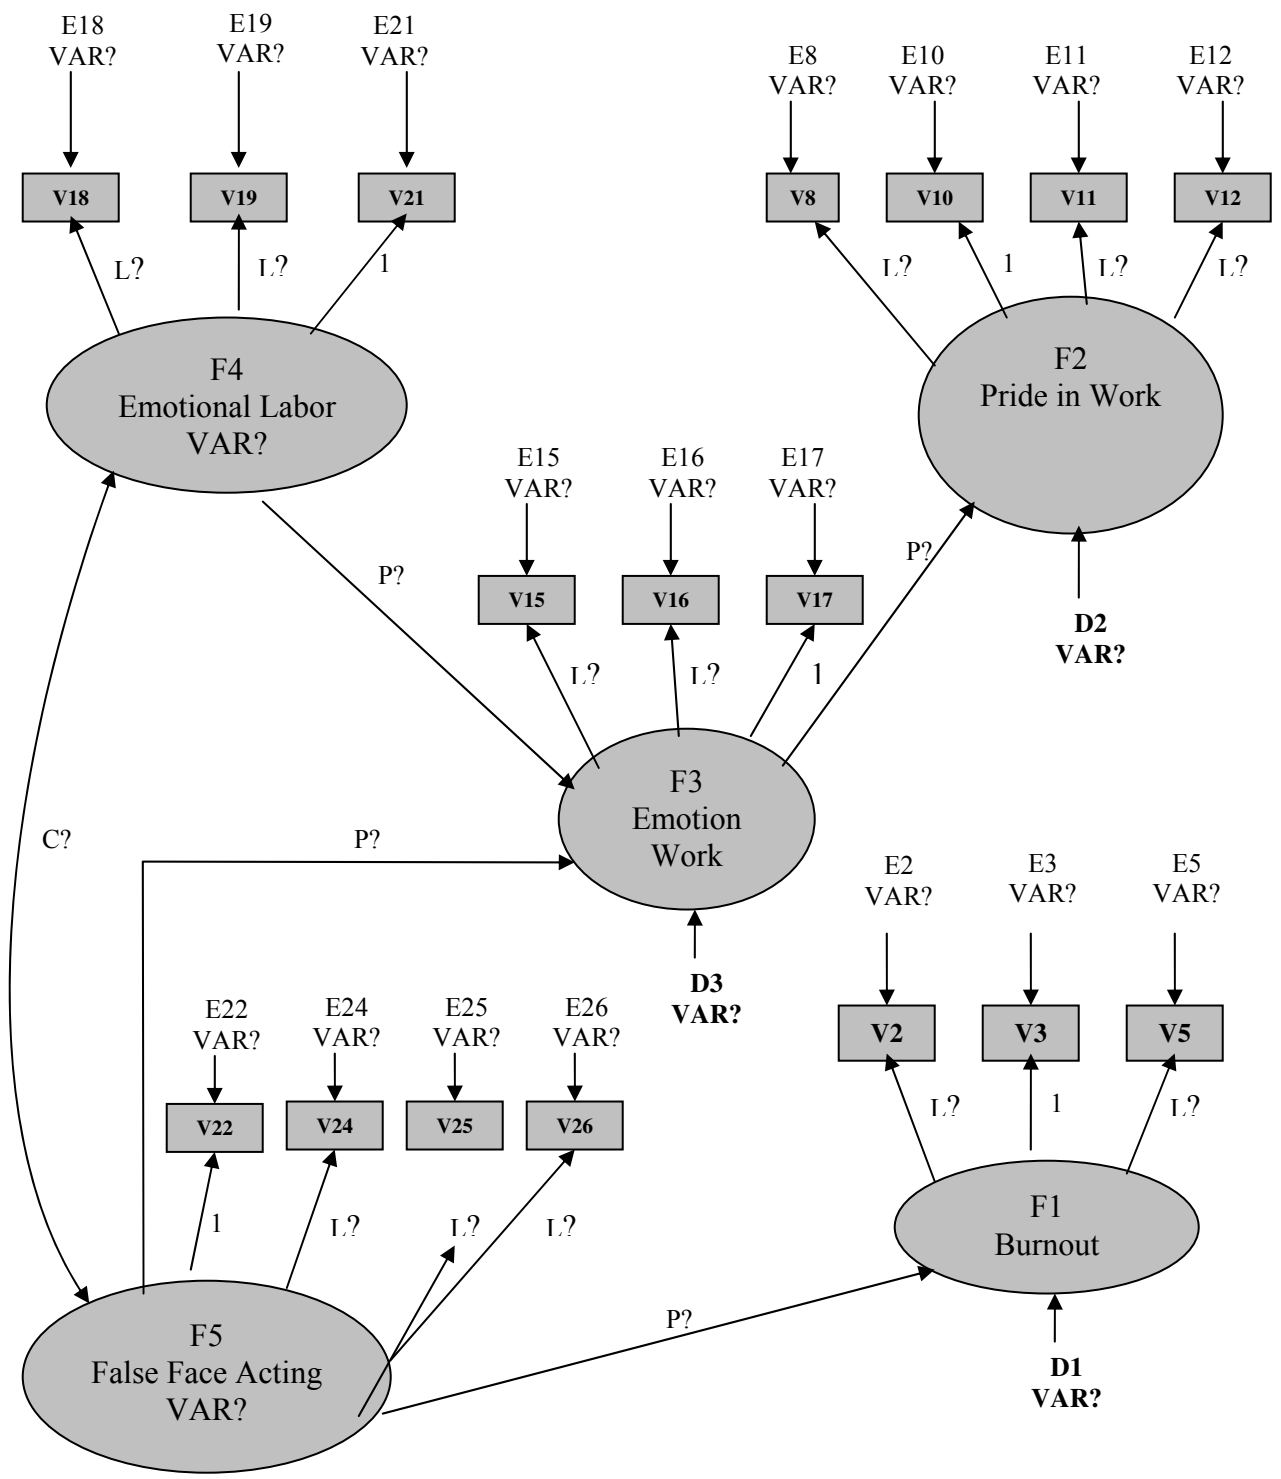 E18
VAR?
E19
VAR?
E21
VAR?
E8
VAR?
E10
VAR?
E11
VAR?
E12
VAR?
V18
V19
V21
V8
V10
V11
V12
L?
L?
1
L?
1
L?
L?
F4
Emotional Labor
VAR?
F2
Pride in Work
E15
VAR?
E16
VAR?
E17
VAR?
P?
P?
V15
V16
V17
D2
VAR?
L?
L?
1
F3
Emotion
Work
C?
P?
E2
VAR?
E3
VAR?
E5
VAR?
D3
VAR?
E22
VAR?
E24
VAR?
E25
VAR?
E26
VAR?
V2
V3
V5
V22
V24
V25
V26
L?
1
L?
1
L?
L?
L?
F1
Burnout
F5
False Face Acting
VAR?
P?
D1
VAR?